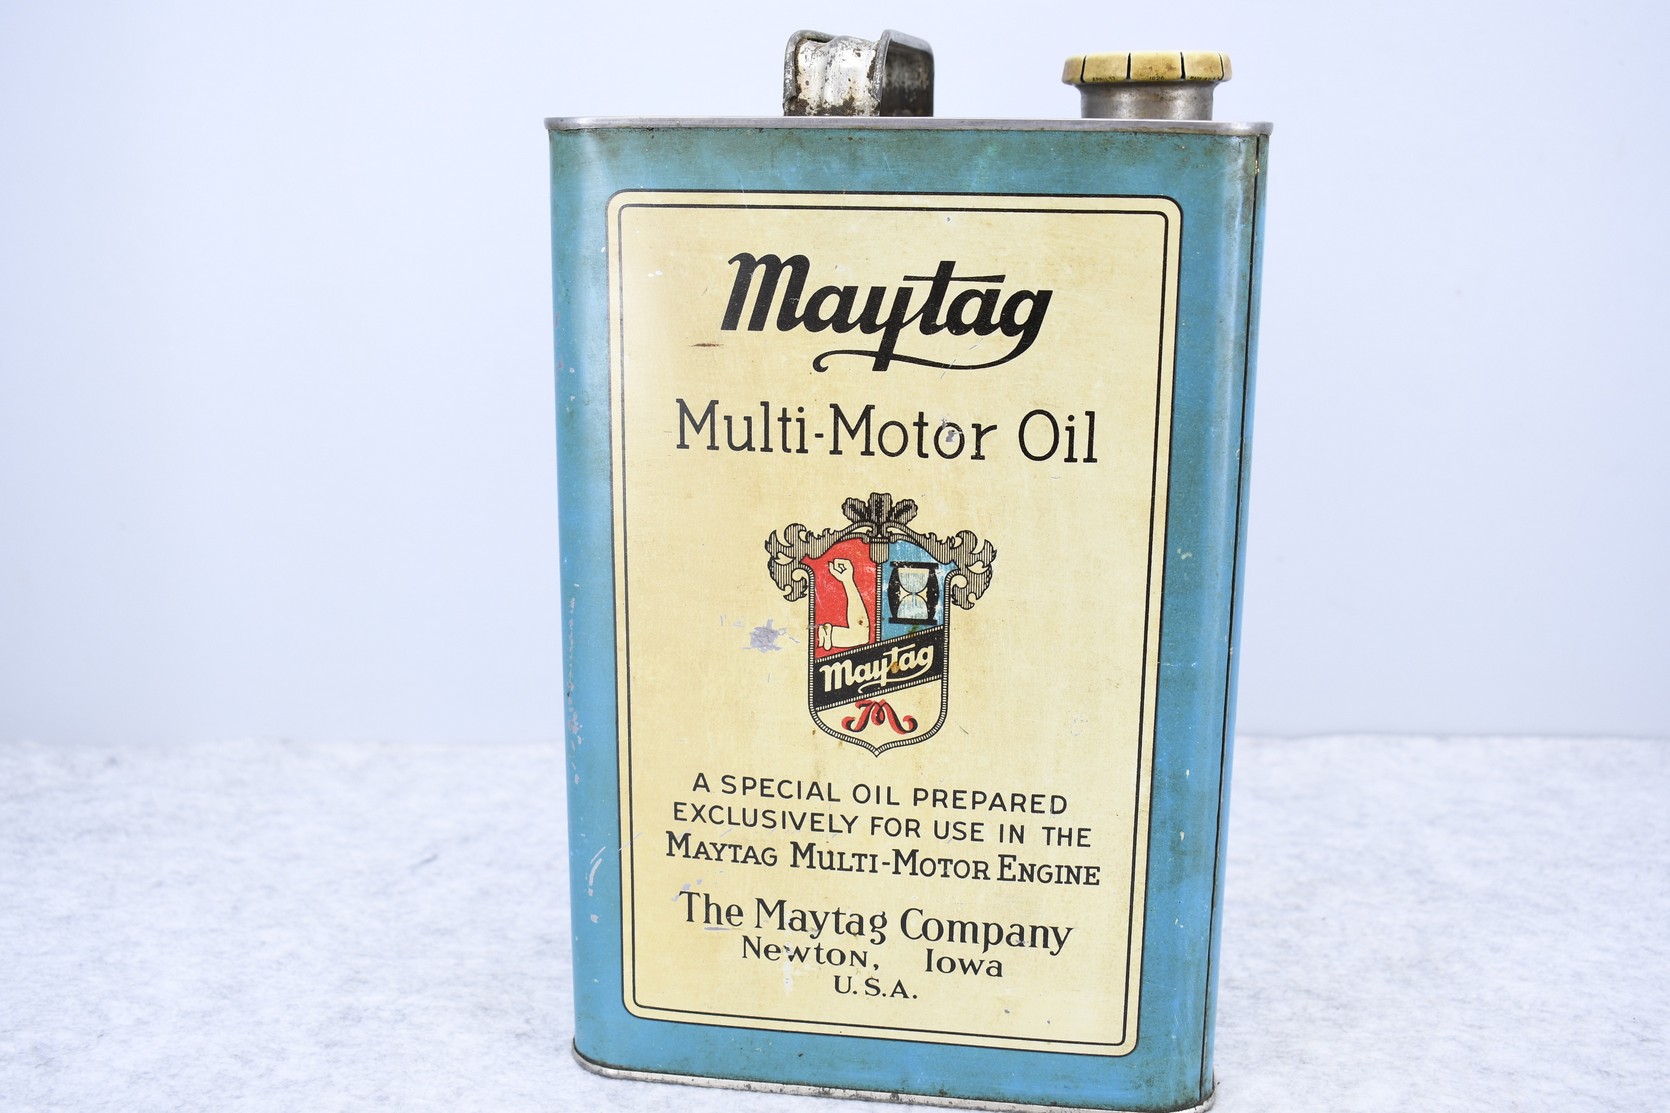 Maytag
Multi-Motor Oil
Maytag
M
A SPECIAL OIL PREPARED
EXCLUSIVELY FOR USE IN THE
MAYTAG MULTI-MOTOR ENGINE
The Maytag Company
Newton, Iowa
U.S.A.